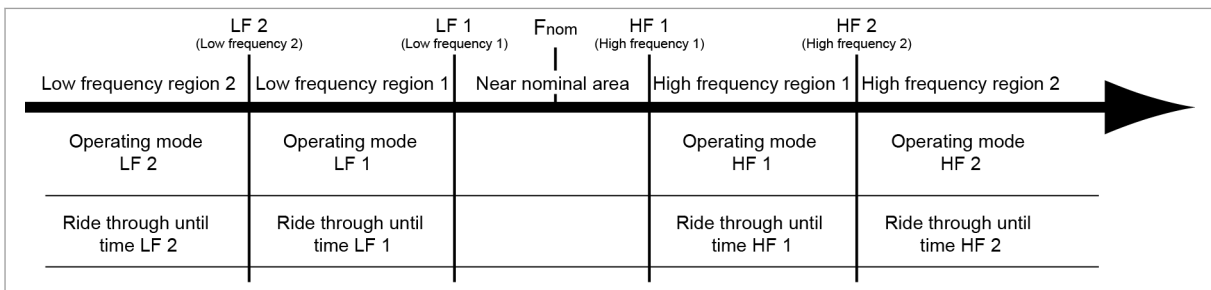 LF 2
(Low frequency 2)
LF 1
(Low frequency 1)
Fnom
HF 1
(High frequency 1)
HF 2
(High frequency 2)
Low frequency region 2
Low frequency region 1
Near nominal area
High frequency region 1
High frequency region 2
Operating mode
LF 2
Operating mode
LF 1
Operating mode
HF 1
Operating mode
HF 2
Ride through until
time LF 2
Ride through until
time LF 1
Ride through until
time HF 1
Ride through until
time HF 2